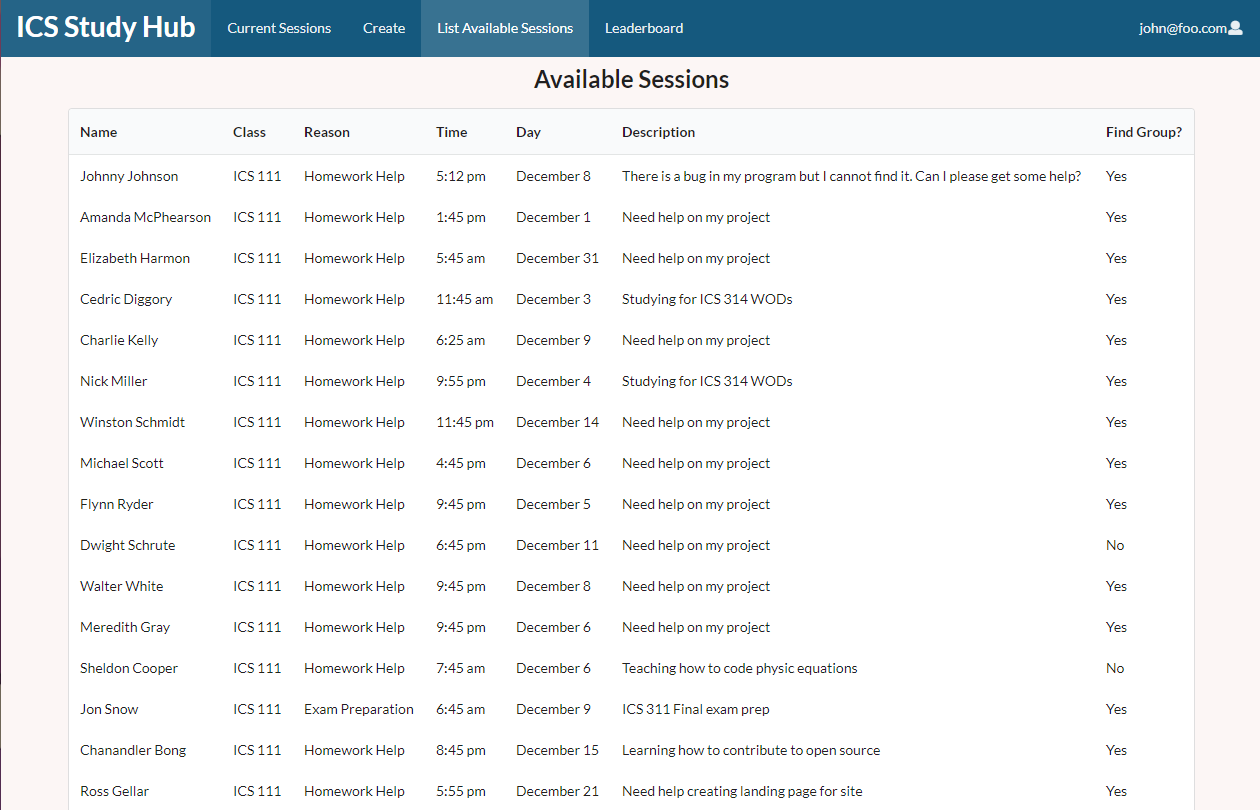 ICS Study Hub Current Sessions Create List Available Sessions Leaderboard john@foo.com
Available Sessions
Name Class Reason Time Day Description Find Group?
Johnny Johnson ICS 111 Homework Help 5:12 pm December 8 There is a bug in my program but I cannot find it. Can I please get some help? Yes
Amanda McPhearson ICS 111 Homework Help 1:45 pm December 1 Need help on my project Yes
Elizabeth Harmon ICS 111 Homework Help 5:45 am December 31 Need help on my project Yes
Cedric Diggory ICS 111 Homework Help 11:45 am December 3 Studying for ICS 314 WODs Yes
Charlie Kelly ICS 111 Homework Help 6:25 am December 9 Need help on my project Yes
Nick Miller ICS 111 Homework Help 9:55 pm December 4 Studying for ICS 314 WODs Yes
Winston Schmidt ICS 111 Homework Help 11:45 pm December 14 Need help on my project Yes
Michael Scott ICS 111 Homework Help 4:45 pm December 6 Need help on my project Yes
Flynn Ryder ICS 111 Homework Help 9:45 pm December 5 Need help on my project Yes
Dwight Schrute ICS 111 Homework Help 6:45 pm December 11 Need help on my project No
Walter White ICS 111 Homework Help 9:45 pm December 8 Need help on my project Yes
Meredith Gray ICS 111 Homework Help 9:45 pm December 6 Need help on my project Yes
Sheldon Cooper ICS 111 Homework Help 7:45 am December 6 Teaching how to code physic equations No
Jon Snow ICS 111 Exam Preparation 6:45 am December 9 ICS 311 Final exam prep Yes
Chanandler Bong ICS 111 Homework Help 8:45 pm December 15 Learning how to contribute to open source Yes
Ross Gellar ICS 111 Homework Help 5:55 pm December 21 Need help creating landing page for site Yes